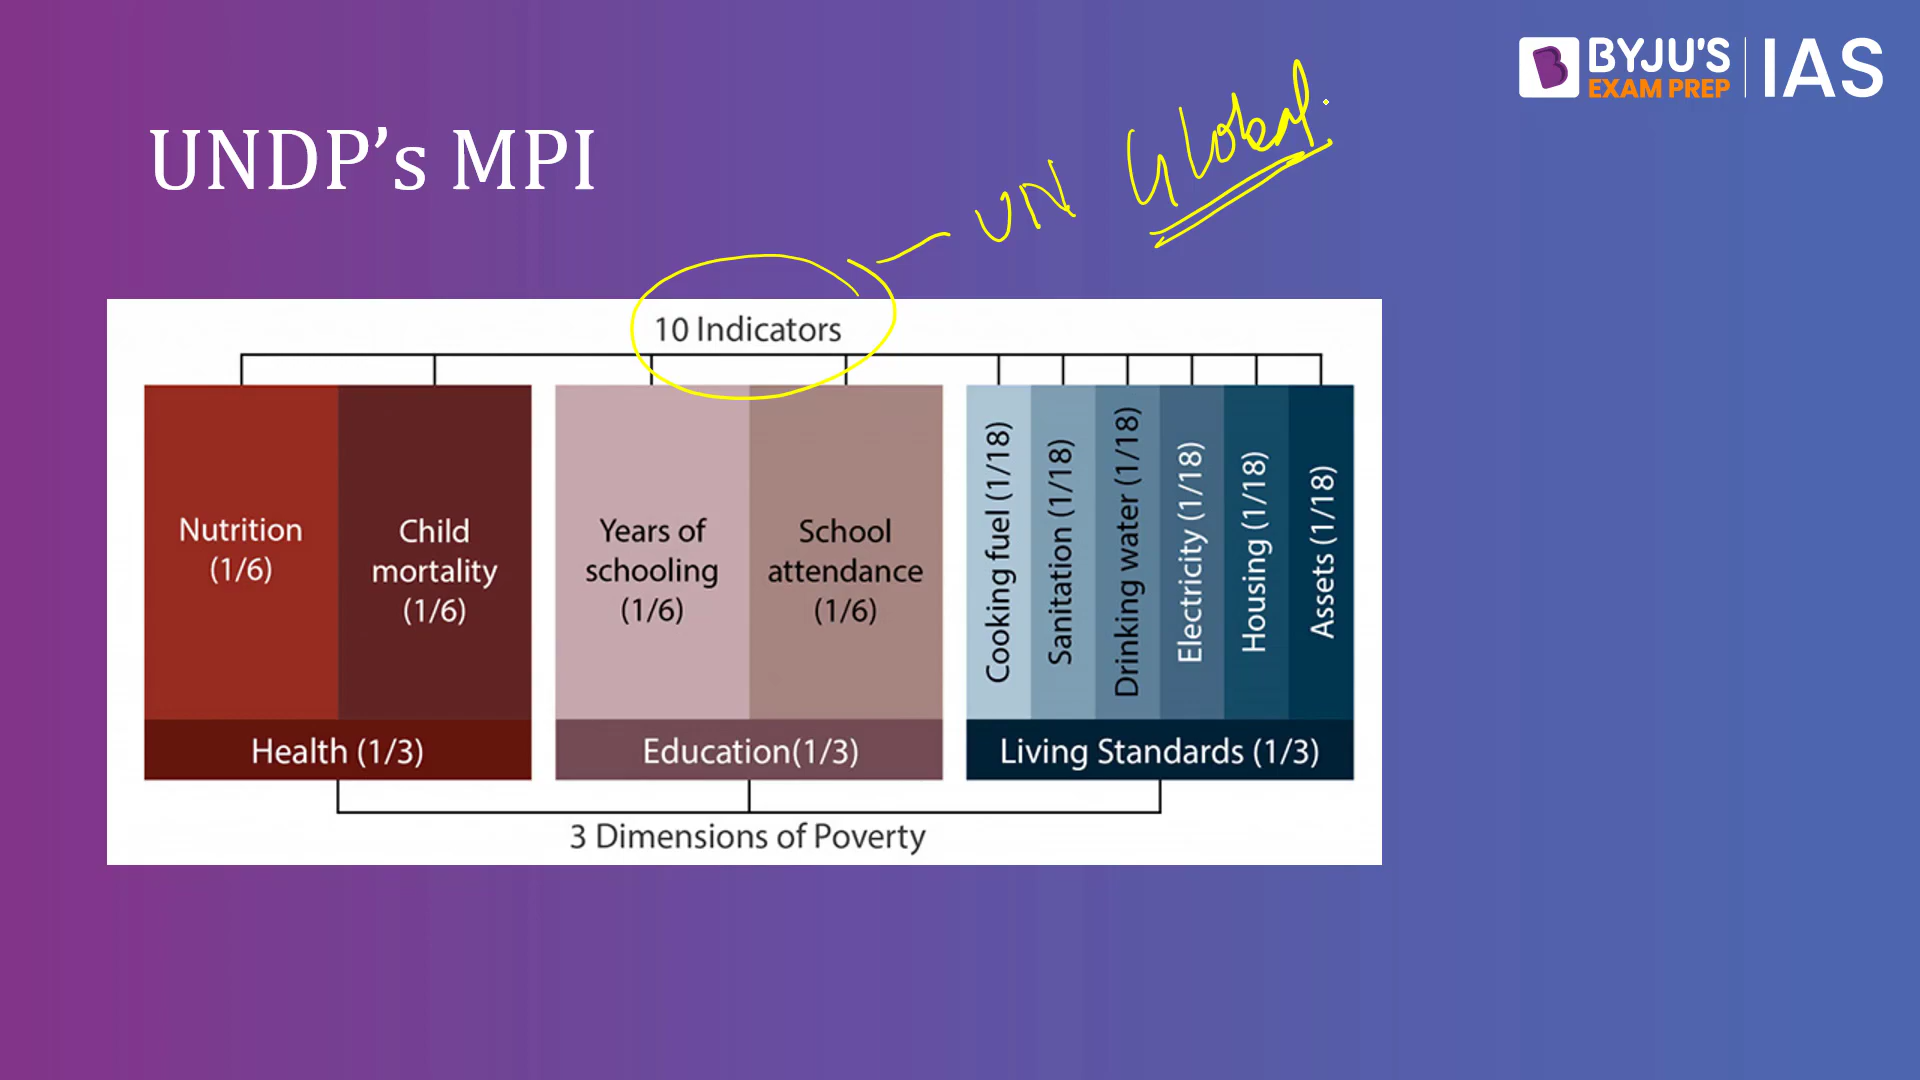 BYJU'S
EXAM PREP
IAS
UNDP's MPI
UN Global.
10 Indicators
Nutrition
(1/6)
Child
mortality
(1/6)
Years of
schooling
(1/6)
School
attendance
(1/6)
Cooking fuel (1/18)
Sanitation (1/18)
Drinking water (1/18)
Electricity (1/18)
Housing (1/18)
Assets (1/18)
Health (1/3)
Education(1/3)
Living Standards (1/3)
3 Dimensions of Poverty